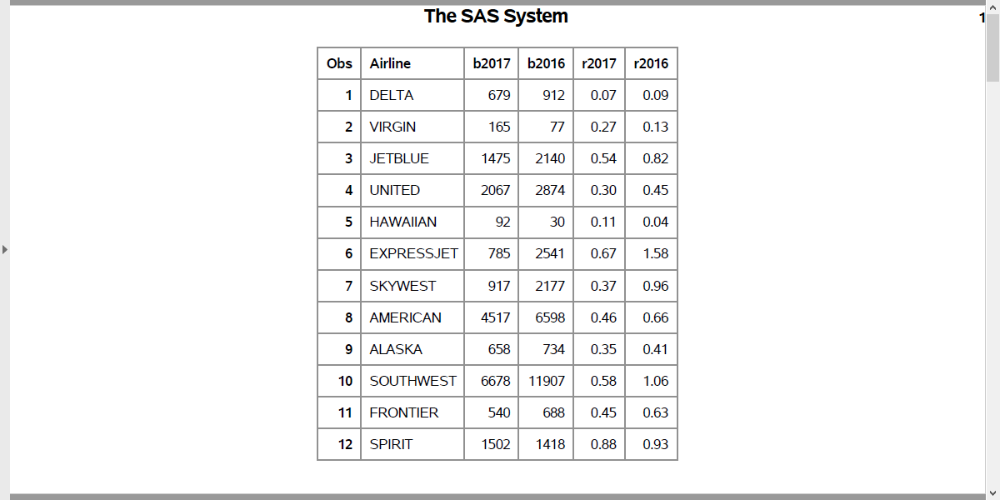 The SAS System
1
Obs Airline b2017 b2016 r2017 r2016
1 DELTA 679 912 0.07 0.09
2 VIRGIN 165 77 0.27 0.13
3 JETBLUE 1475 2140 0.54 0.82
4 UNITED 2067 2874 0.30 0.45
5 HAWAIIAN 92 30 0.11 0.04
6 EXPRESSJET 785 2541 0.67 1.58
7 SKYWEST 917 2177 0.37 0.96
8 AMERICAN 4517 6598 0.46 0.66
9 ALASKA 658 734 0.35 0.41
10 SOUTHWEST 6678 11907 0.58 1.06
11 FRONTIER 540 688 0.45 0.63
12 SPIRIT 1502 1418 0.88 0.93